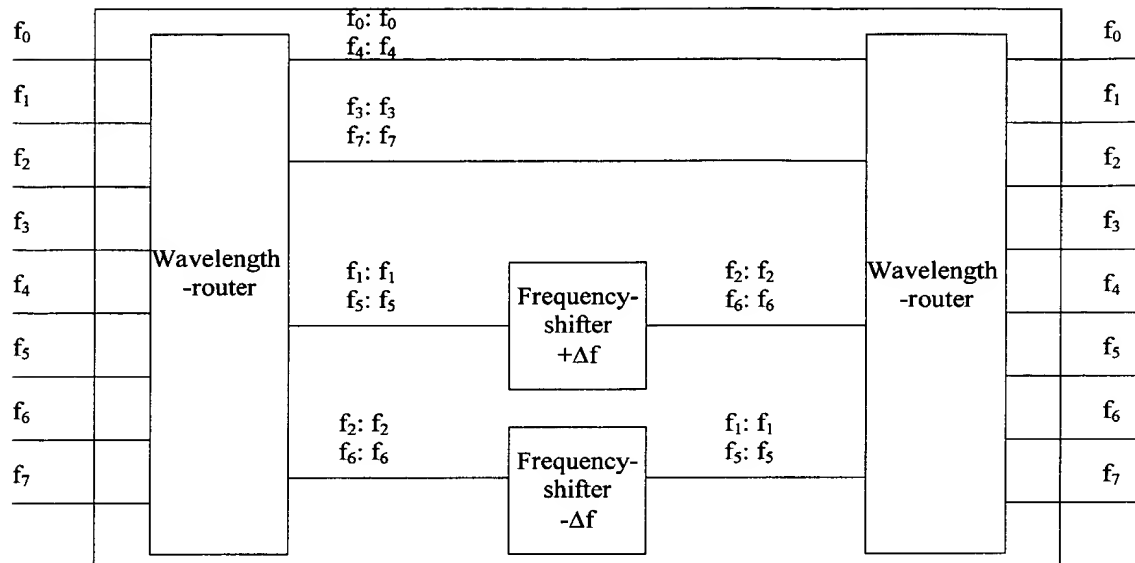 f₀
f₁
f₂
f₃
f₄
f₅
f₆
f₇
Wavelength
-router
f₀: f₀
f₄: f₄
f₃: f₃
f₇: f₇
f₁: f₁
f₅: f₅
Frequency-
shifter
+Δf
f₂: f₂
f₆: f₆
f₂: f₂
f₆: f₆
Frequency-
shifter
-Δf
f₁: f₁
f₅: f₅
Wavelength
-router
f₀
f₁
f₂
f₃
f₄
f₅
f₆
f₇